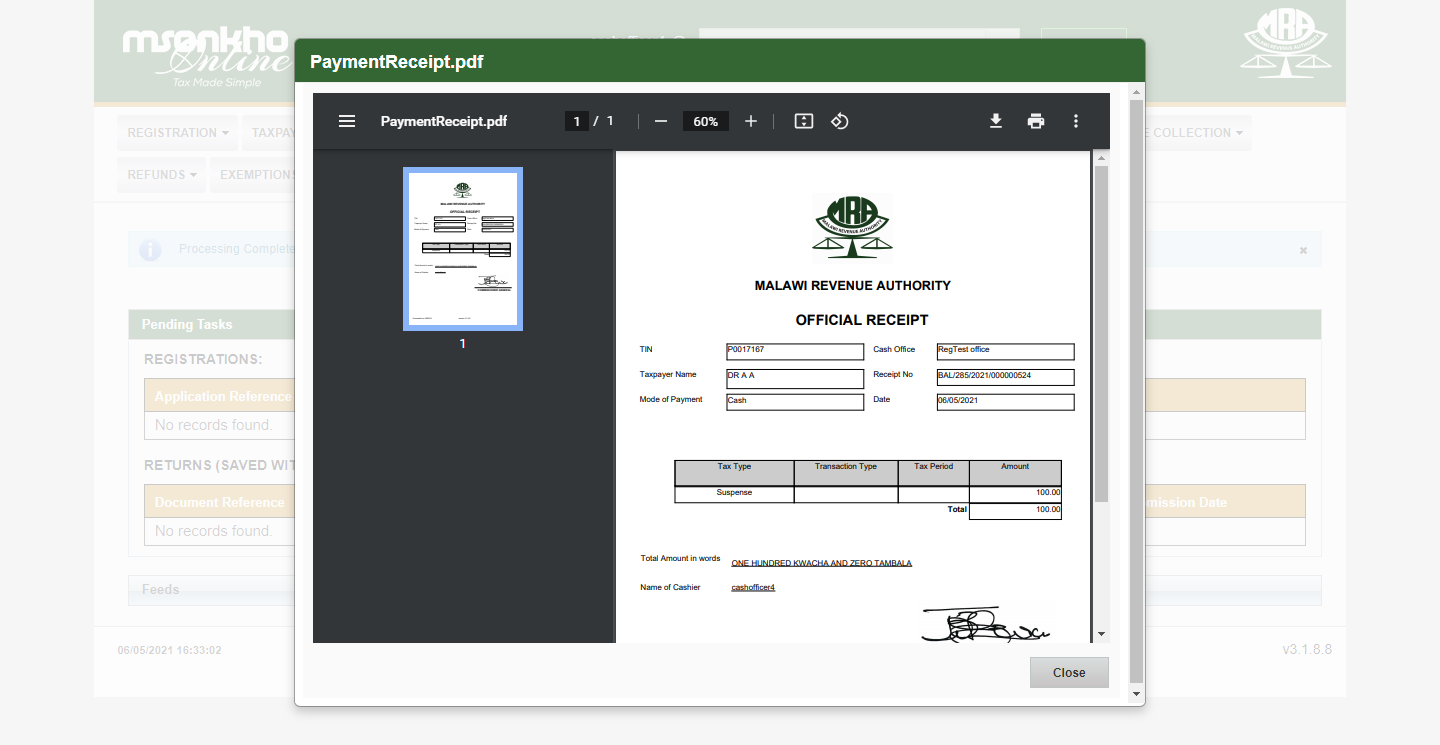 msonkho
Online
Tax Made Simple
MRA
MALAWI REVENUE AUTHORITY
PaymentReceipt.pdf
REGISTRATION
TAXPAY
E COLLECTION
REFUNDS
EXEMPTIONS
Processing Complete
Pending Tasks
REGISTRATIONS:
Application Reference
No records found.
RETURNS (SAVED WIT
Document Reference
mission Date
No records found.
Feeds
06/05/2021 16:33:02
v3.1.8.8
PaymentReceipt.pdf
1 / 1
60%
1
MRA
MALAWI REVENUE AUTHORITY
MALAWI REVENUE AUTHORITY
OFFICIAL RECEIPT
TIN P0017167 Cash Office RegTest office
Taxpayer Name DR A A Receipt No BAL/285/2021/000000524
Mode of Payment Cash Date 06/05/2021
Tax Type Transaction Type Tax Period Amount
Suspense 100.00
Total 100.00
Total Amount in words ONE HUNDRED KWACHA AND ZERO TAMBALA
Name of Cashier cashofficer4
Close